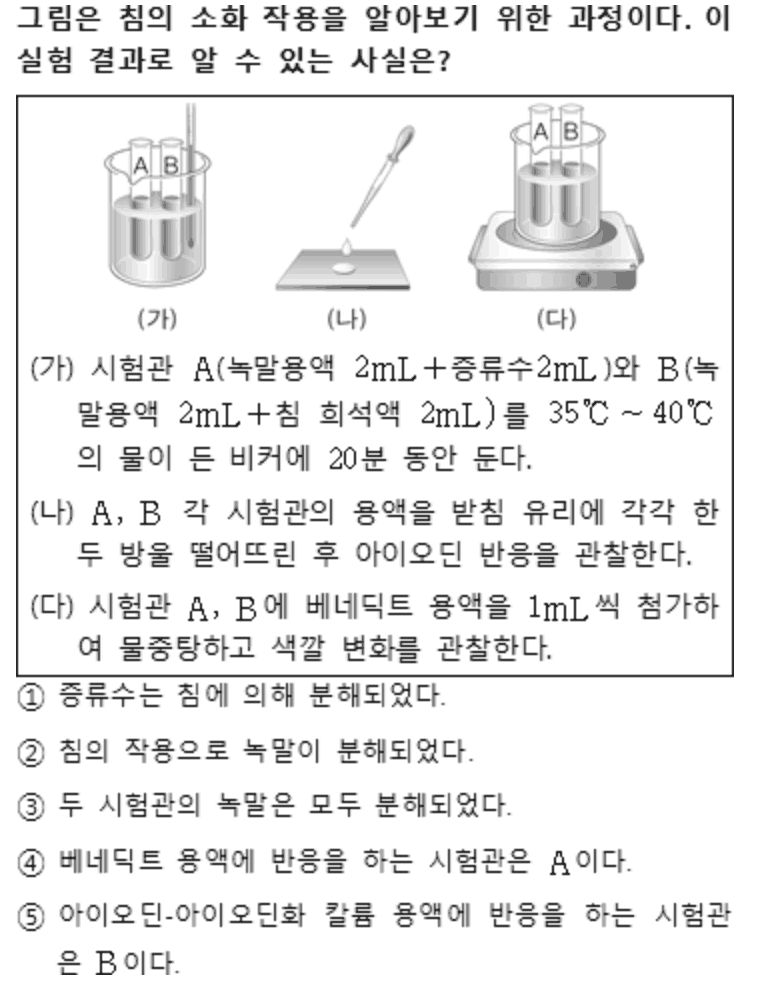 그림은 침의 소화 작용을 알아보기 위한 과정이다. 이
실험 결과로 알 수 있는 사실은?
A B
A B
(가) (나) (다)
(가) 시험관 A(녹말용액 2mL+증류수2mL)와 B(녹
말용액 2mL+침 희석액 2mL)를 35℃ ~ 40℃
의 물이 든 비커에 20분 동안 둔다.
(나) A, B 각 시험관의 용액을 받침 유리에 각각 한
두 방울 떨어뜨린 후 아이오딘 반응을 관찰한다.
(다) 시험관 A, B에 베네딕트 용액을 1mL씩 첨가하
여 물중탕하고 색깔 변화를 관찰한다.
① 증류수는 침에 의해 분해되었다.
② 침의 작용으로 녹말이 분해되었다.
③ 두 시험관의 녹말은 모두 분해되었다.
④ 베네딕트 용액에 반응을 하는 시험관은 A이다.
⑤ 아이오딘-아이오딘화 칼륨 용액에 반응을 하는 시험관
은 B이다.